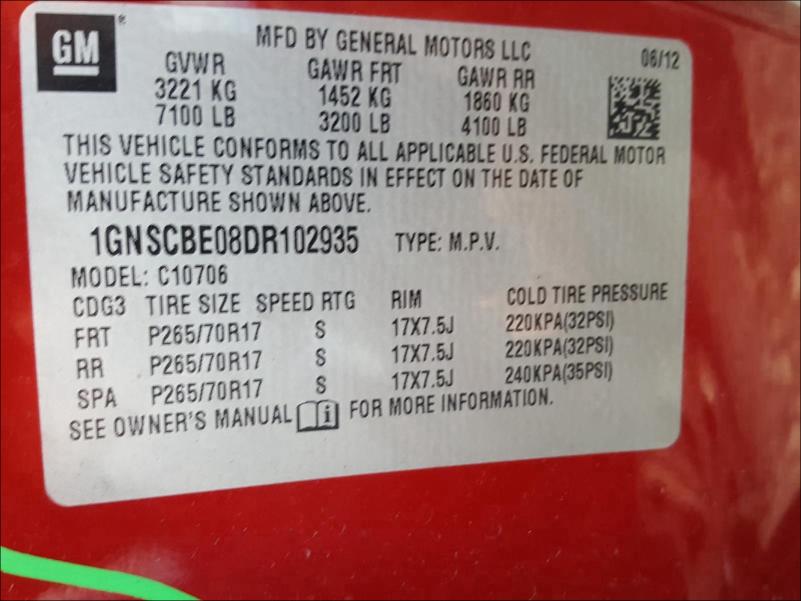 GM
MFD BY GENERAL MOTORS LLC
06/12
GVWR GAWR FRT GAWR RR
3221 KG 1452 KG 1860 KG
7100 LB 3200 LB 4100 LB
THIS VEHICLE CONFORMS TO ALL APPLICABLE U.S. FEDERAL MOTOR
VEHICLE SAFETY STANDARDS IN EFFECT ON THE DATE OF
MANUFACTURE SHOWN ABOVE.
1GNSCBE08DR102935 TYPE: M.P.V.
MODEL: C10706
CDG3 TIRE SIZE SPEED RTG RIM COLD TIRE PRESSURE
FRT P265/70R17 S 17X7.5J 220KPA(32PSI)
RR P265/70R17 S 17X7.5J 220KPA(32PSI)
SPA P265/70R17 S 17X7.5J 240KPA(35PSI)
SEE OWNER'S MANUAL i FOR MORE INFORMATION.